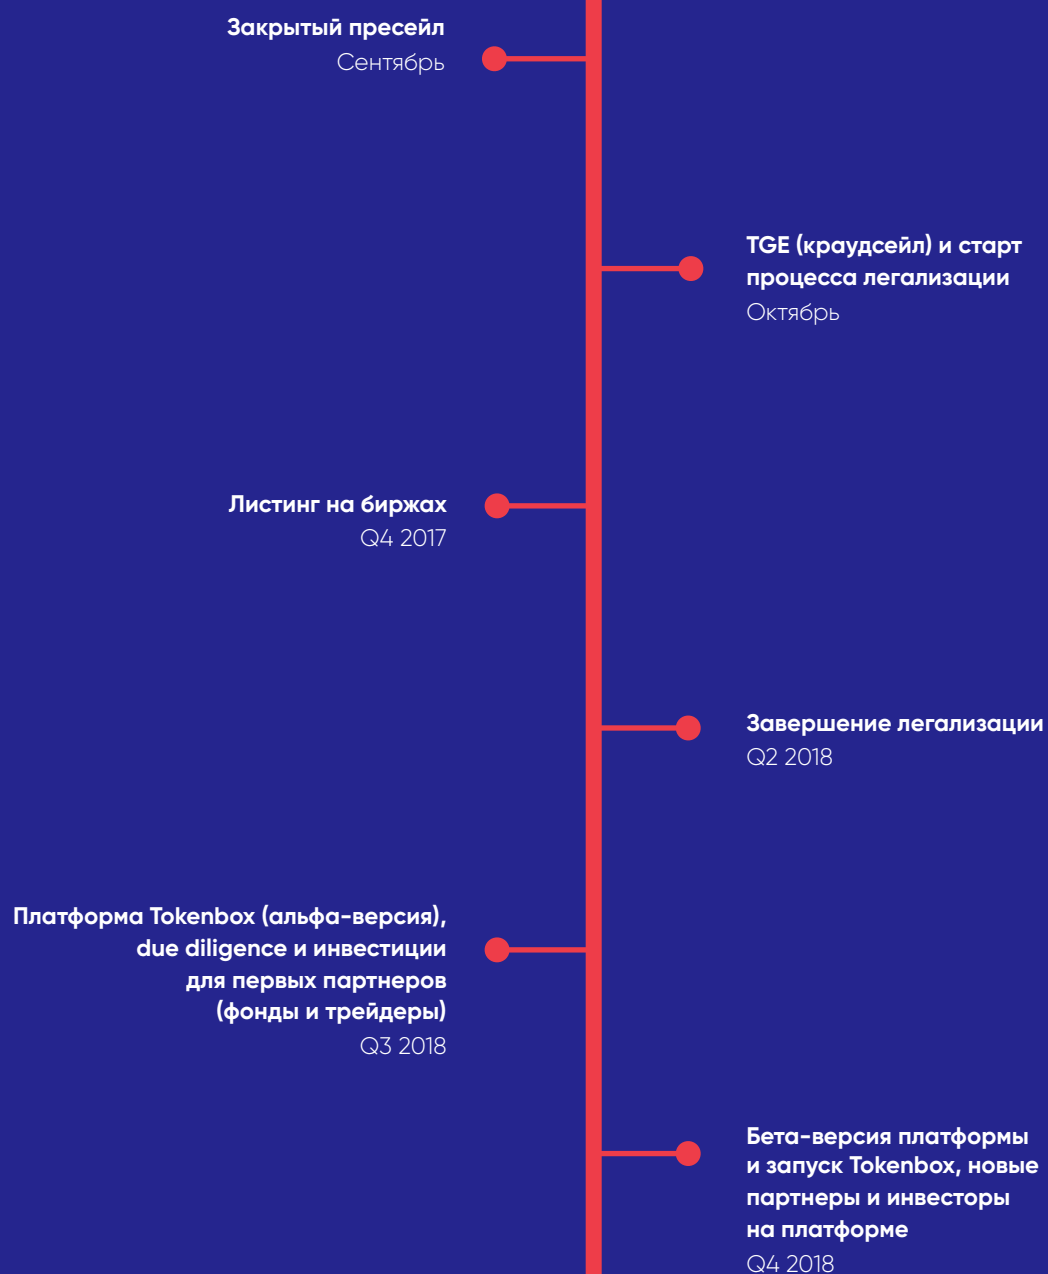 Закрытый пресейл
Сентябрь
TGE (краудсейл) и старт
процесса легализации
Октябрь
Листинг на биржах
Q4 2017
Завершение легализации
Q2 2018
Платформа Tokenbox (альфа-версия),
due diligence и инвестиции
для первых партнеров
(фонды и трейдеры)
Q3 2018
Бета-версия платформы
и запуск Tokenbox, новые
партнеры и инвесторы
на платформе
Q4 2018